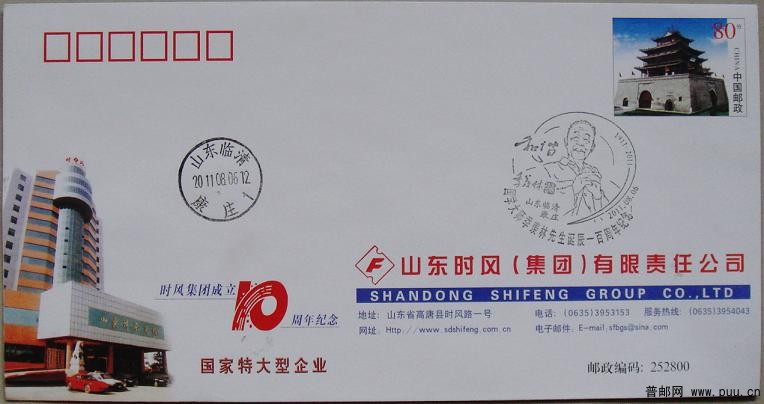 80分
CHINA
中国邮政
山东临清
2011.08.06.12
康庄1
和谐
1911-2011
山东临清
康庄
2011.08.06
国学大师季羡林先生诞辰一百周年纪念
时风集团成立10周年纪念
国家特大型企业
山东时风(集团)有限责任公司
SHANDONG SHIFENG GROUP CO.,LTD
地址: 山东省高唐县时风路一号 电话: (0635)3953153 服务热线: (0635)3954043
网址: Http://www.sdshifeng.com.cn 电子邮件: E-mail.sfbgs@sina.com
邮政编码: 252800
普邮网 www.puu.cn